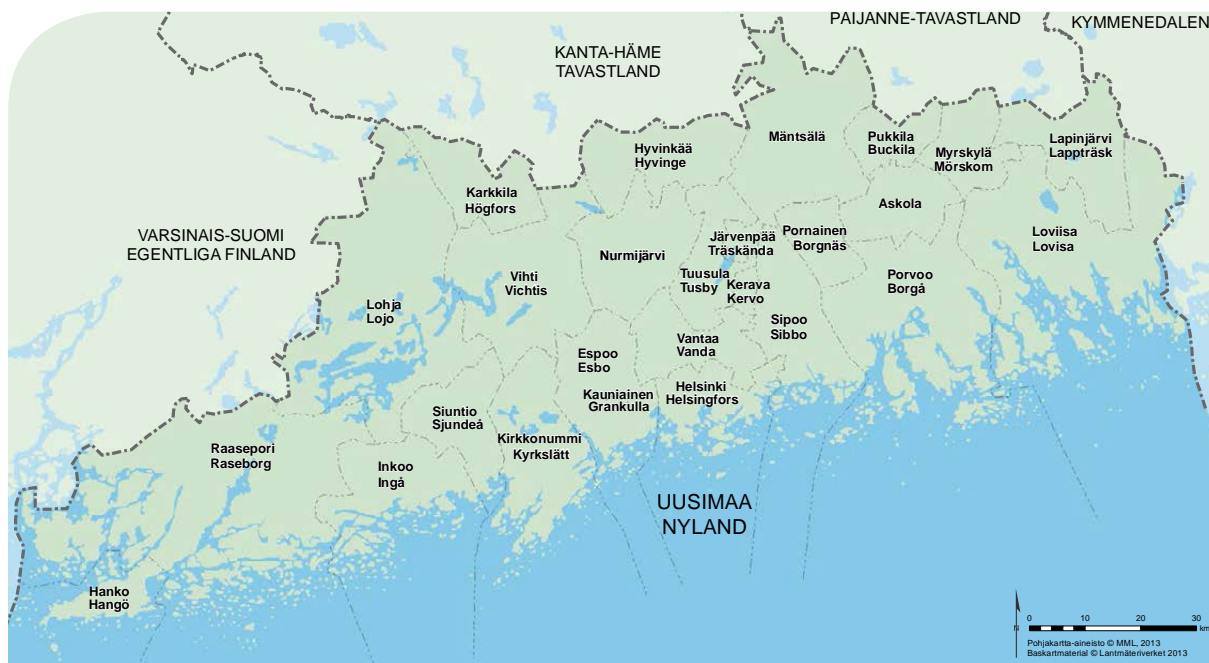 PAIJANNE-TAVASTLAND
KYMMENEDALEN
KANTA-HÄME
TAVASTLAND
VARSINAIS-SUOMI
EGENTLIGA FINLAND
Mäntsälä
Pukkila
Buckila
Myrskylä
Mörskom
Lapinjärvi
Lappträsk
Hyvinkää
Hyvinge
Karkkila
Högfors
Askola
Loviisa
Lovisa
Järvenpää
Träskända
Pornainen
Borgnäs
Nurmijärvi
Tuusula
Tusby
Kerava
Kervo
Porvoo
Borgå
Vihti
Vichtis
Lohja
Lojo
Sipoo
Sibbo
Vantaa
Vanda
Espoo
Esbo
Kauniainen
Grankulla
Helsinki
Helsingfors
Siuntio
Sjundeå
Kirkkonummi
Kyrkslätt
Raasepori
Raseborg
Inkoo
Ingå
UUSIMAA
NYLAND
Hanko
Hangö
N
0 10 20 30
km
Pohjakartta-aineisto © MML, 2013
Baskartmaterial © Lantmäteriverket 2013